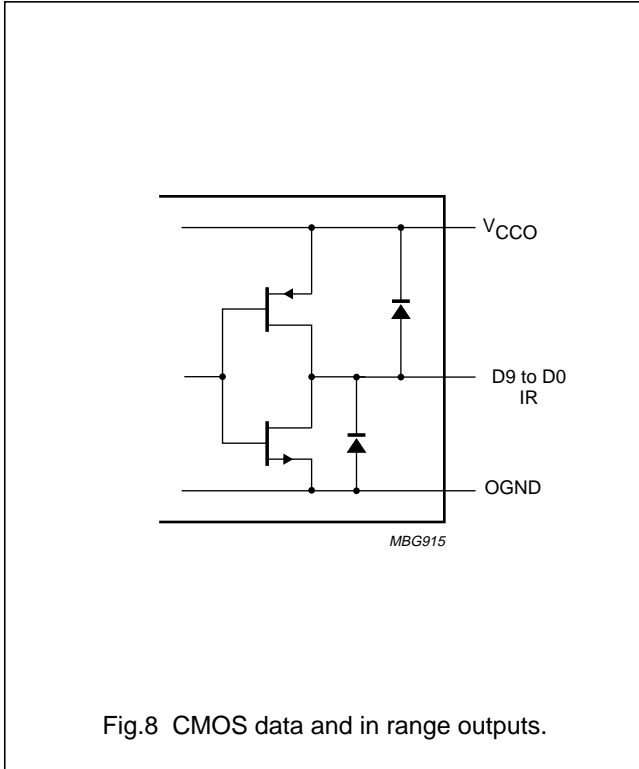 VCCO
D9 to D0
IR
OGND
MBG915
Fig.8 CMOS data and in range outputs.